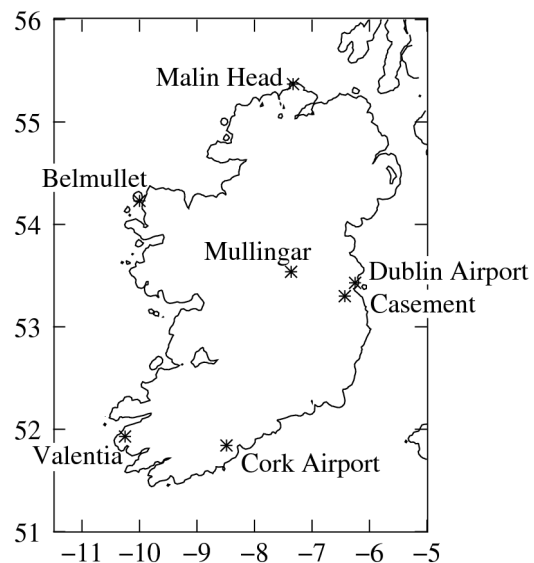 56
Malin Head
55
Belmullet
54
Mullingar
Dublin Airport
Casement
53
52
Valentia
Cork Airport
51
−11 −10 −9 −8 −7 −6 −5